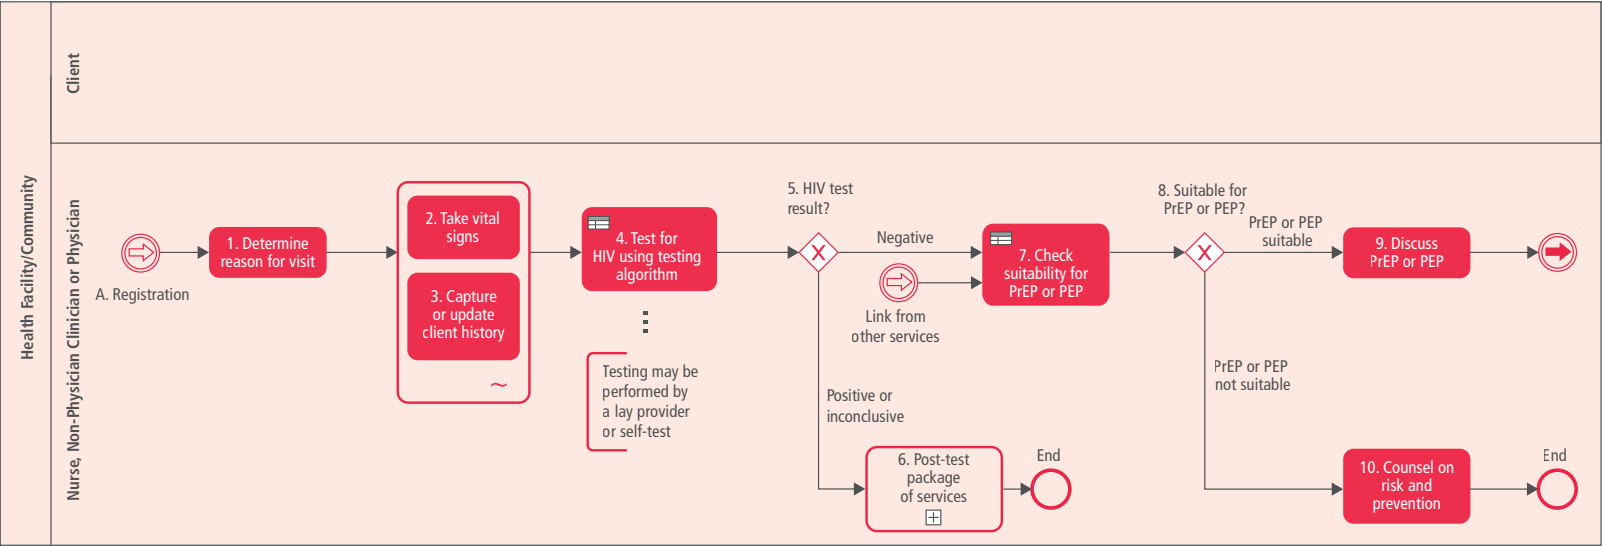 Health Facility/Community
Client
Nurse, Non-Physician Clinician or Physician
A. Registration
1. Determine
reason for visit
2. Take vital
signs
3. Capture
or update
client history
~
4. Test for
HIV using testing
algorithm
Testing may be
performed by
a lay provider
or self-test
5. HIV test
result?
X
Negative
Link from
other services
Positive or
inconclusive
6. Post-test
package
of services
End
7. Check
suitability for
PrEP or PEP
8. Suitable for
PrEP or PEP?
X
PrEP or PEP
suitable
PrEP or PEP
not suitable
9. Discuss
PrEP or PEP
10. Counsel on
risk and
prevention
End